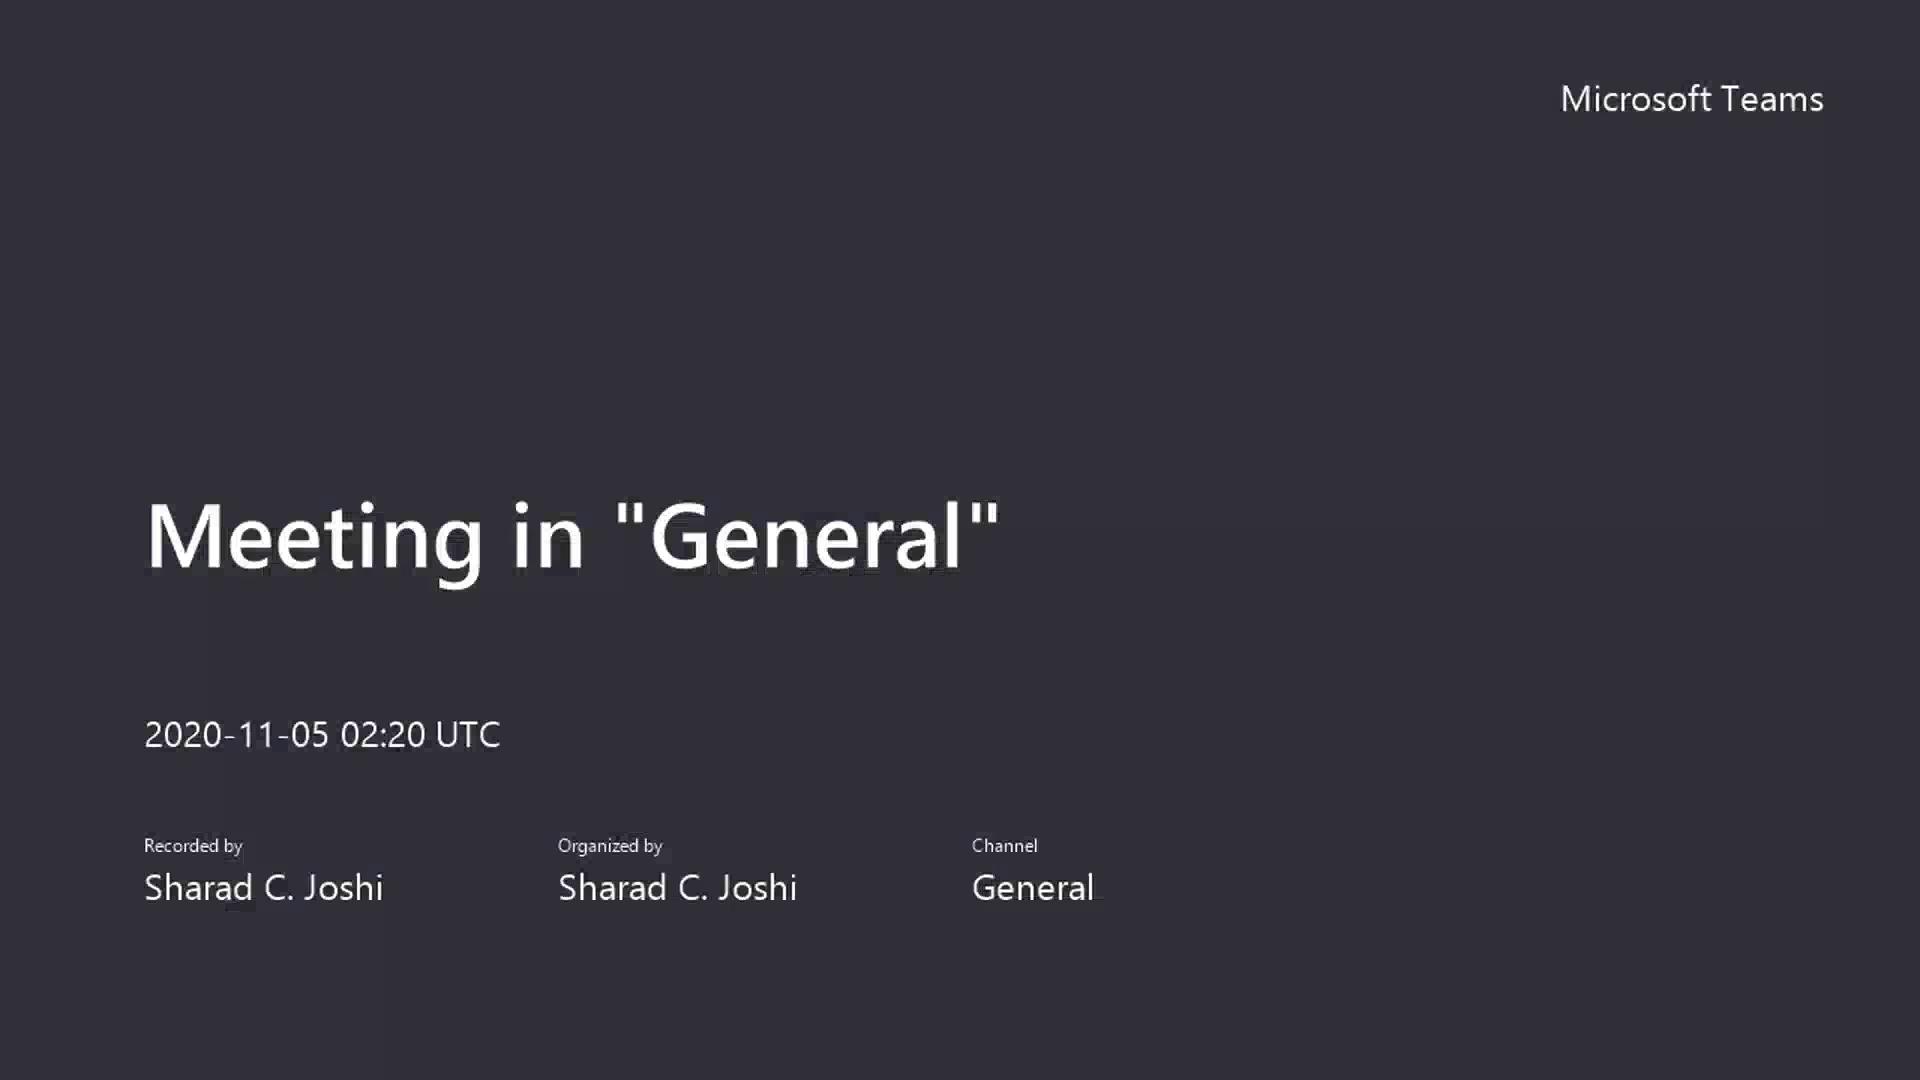 Microsoft Teams
Meeting in "General"
2020-11-05 02:20 UTC
Recorded by
Sharad C. Joshi
Organized by
Sharad C. Joshi
Channel
General